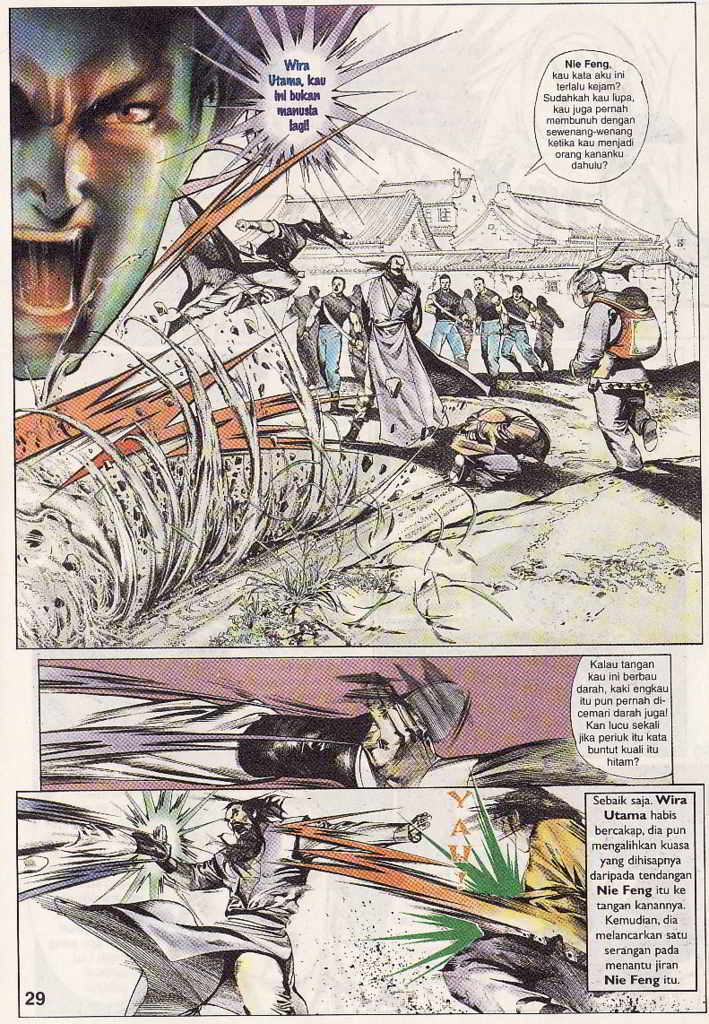 Wira
Utama, kau
ini bukan
manusia
lagi!
Nie Feng,
kau kata aku ini
terlalu kejam?
Sudahkah kau lupa,
kau juga pernah
membunuh dengan
sewenang-wenang
ketika kau menjadi
orang kananku
dahulu?
Kalau tangan
kau ini berbau
darah, kaki engkau
itu pun pernah di-
cemari darah juga!
Kan lucu sekali
jika periuk itu kata
buntut kuali itu
hitam?
YAH!
Sebaik saja. Wira
Utama habis
bercakap, dia pun
mengalihkan kuasa
yang dihisapnya
daripada tendangan
Nie Feng itu ke
tangan kanannya.
Kemudian, dia
melancarkan satu
serangan pada
menantu jiran
Nie Feng itu.
29